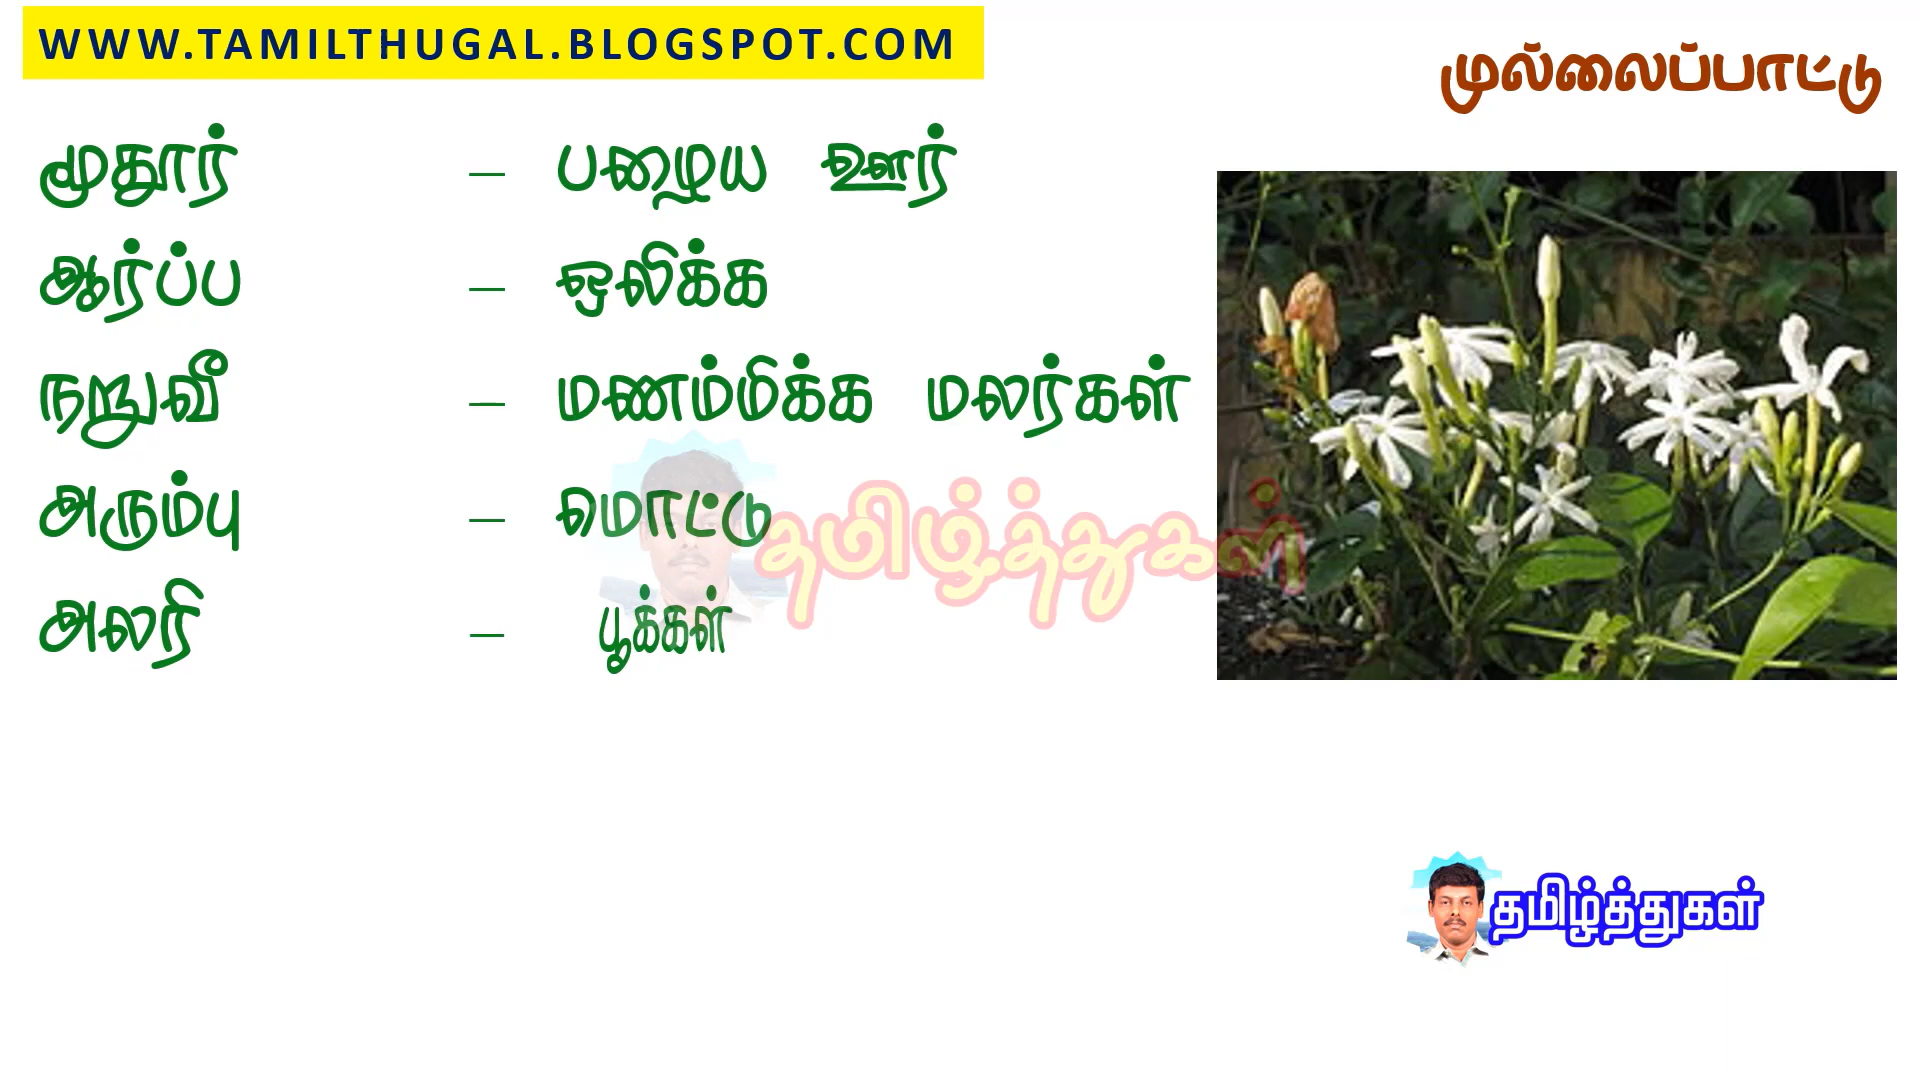 WWW.TAMILTHUGAL.BLOGSPOT.COM
முல்லைப்பாட்டு
மூதூர் – பழைய ஊர்
ஆர்ப்ப – ஒலிக்க
நறுவீ – மணம்மிக்க மலர்கள்
அரும்பு – மொட்டு
அலரி – பூக்கள்
தமிழ்த்துகள்
தமிழ்த்துகள்